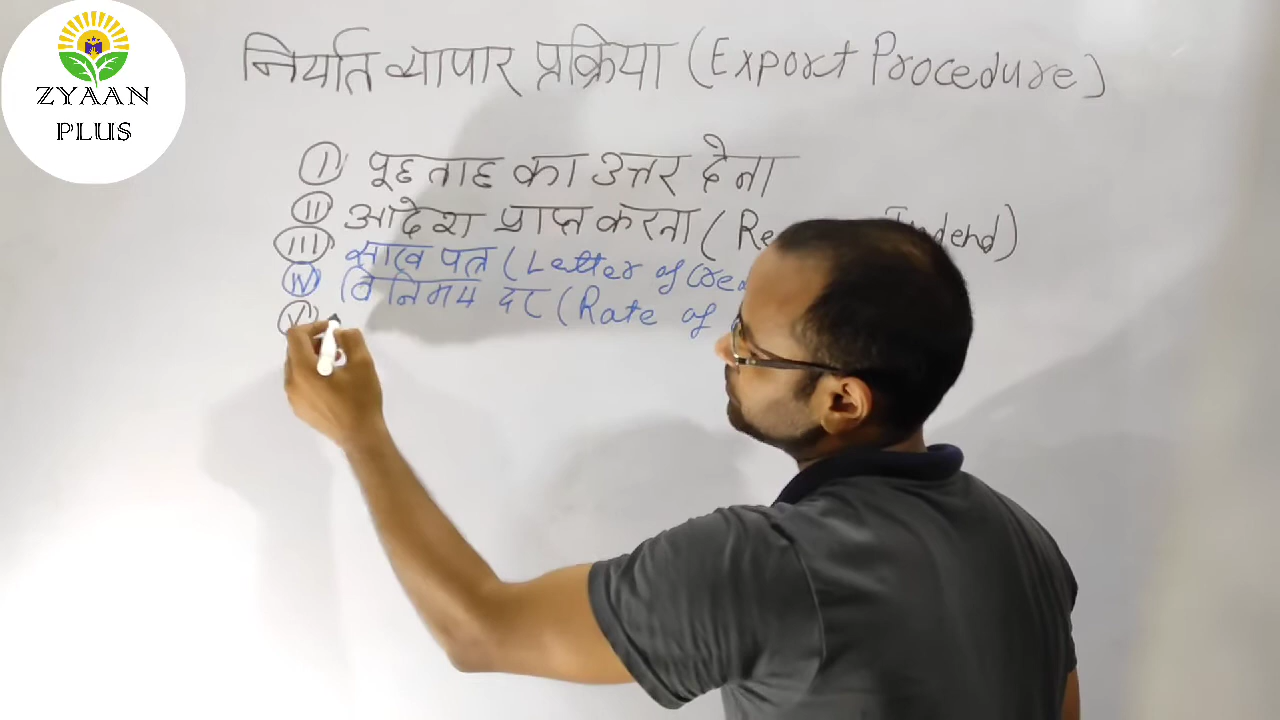 ZYAAN
PLUS
निर्यात व्यापार प्रक्रिया (Export Procedure)
(I) पूछताछ का उत्तर देना
(II) आदेश प्राप्त करना (Re
(III) साख पत्र (Letter of Cre
(IV) विनिमय दर (Rate of
(V)